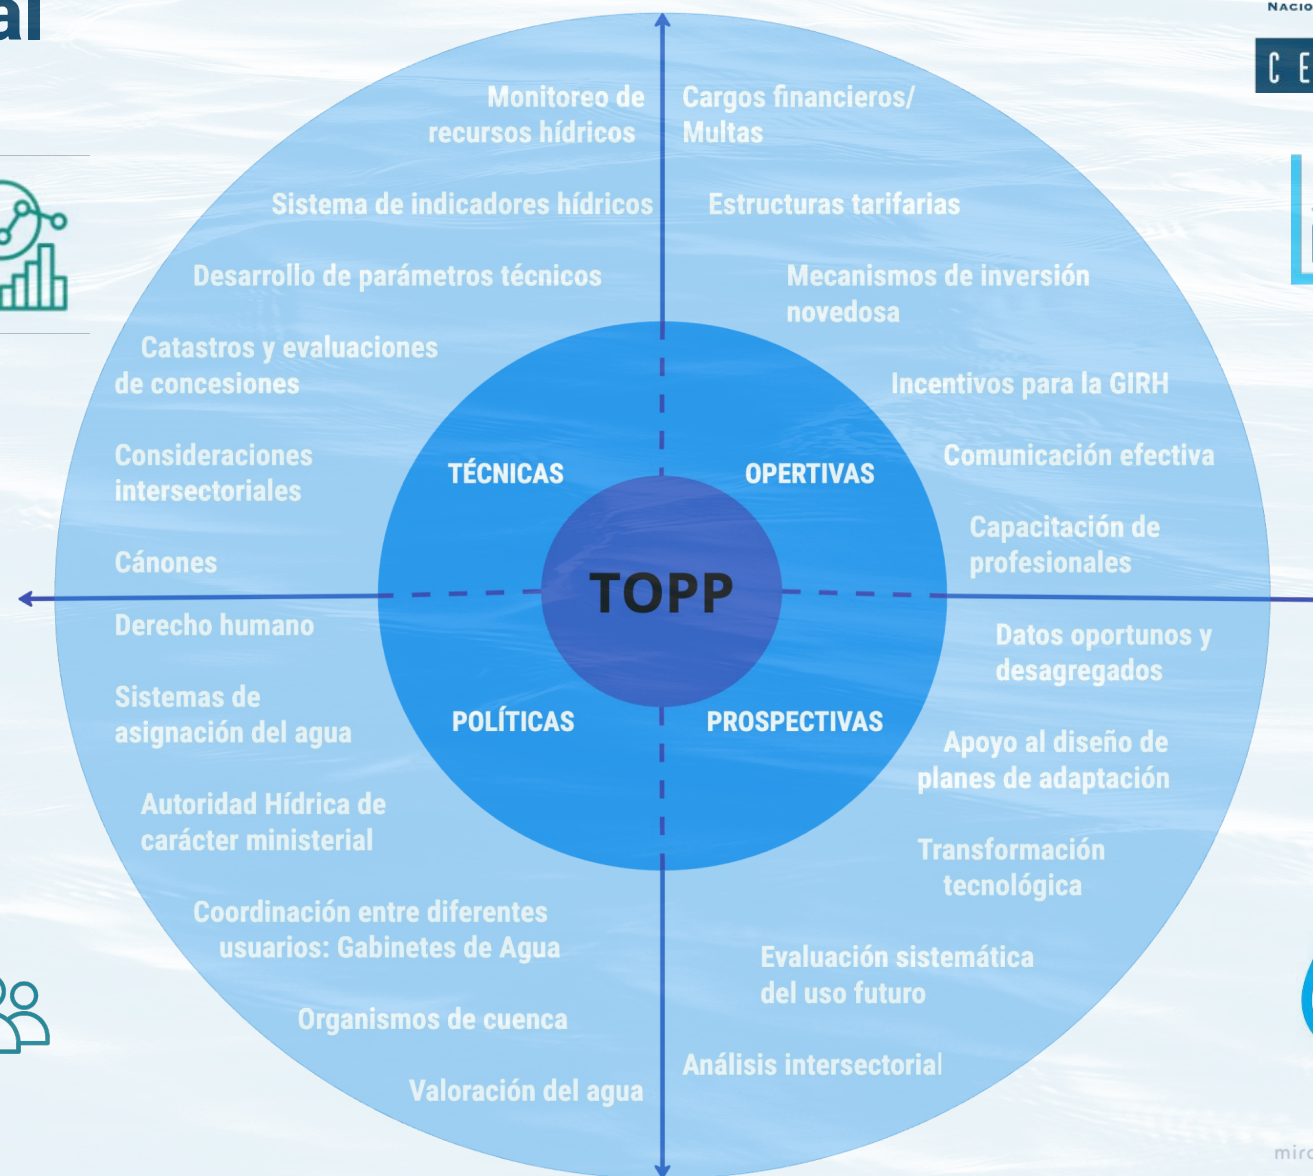 al
NACIO
CE
Monitoreo de
recursos hídricos
Sistema de indicadores hídricos
Desarrollo de parámetros técnicos
Catastros y evaluaciones
de concesiones
Consideraciones
intersectoriales
Cánones
Cargos financieros/
Multas
Estructuras tarifarias
Mecanismos de inversión
novedosa
Incentivos para la GIRH
Comunicación efectiva
Capacitación de
profesionales
TÉCNICAS
OPERTIVAS
TOPP
POLÍTICAS
PROSPECTIVAS
Derecho humano
Sistemas de
asignación del agua
Autoridad Hídrica de
carácter ministerial
Coordinación entre diferentes
usuarios: Gabinetes de Agua
Organismos de cuenca
Valoración del agua
Datos oportunos y
desagregados
Apoyo al diseño de
planes de adaptación
Transformación
tecnológica
Evaluación sistemática
del uso futuro
Análisis intersectorial
miro